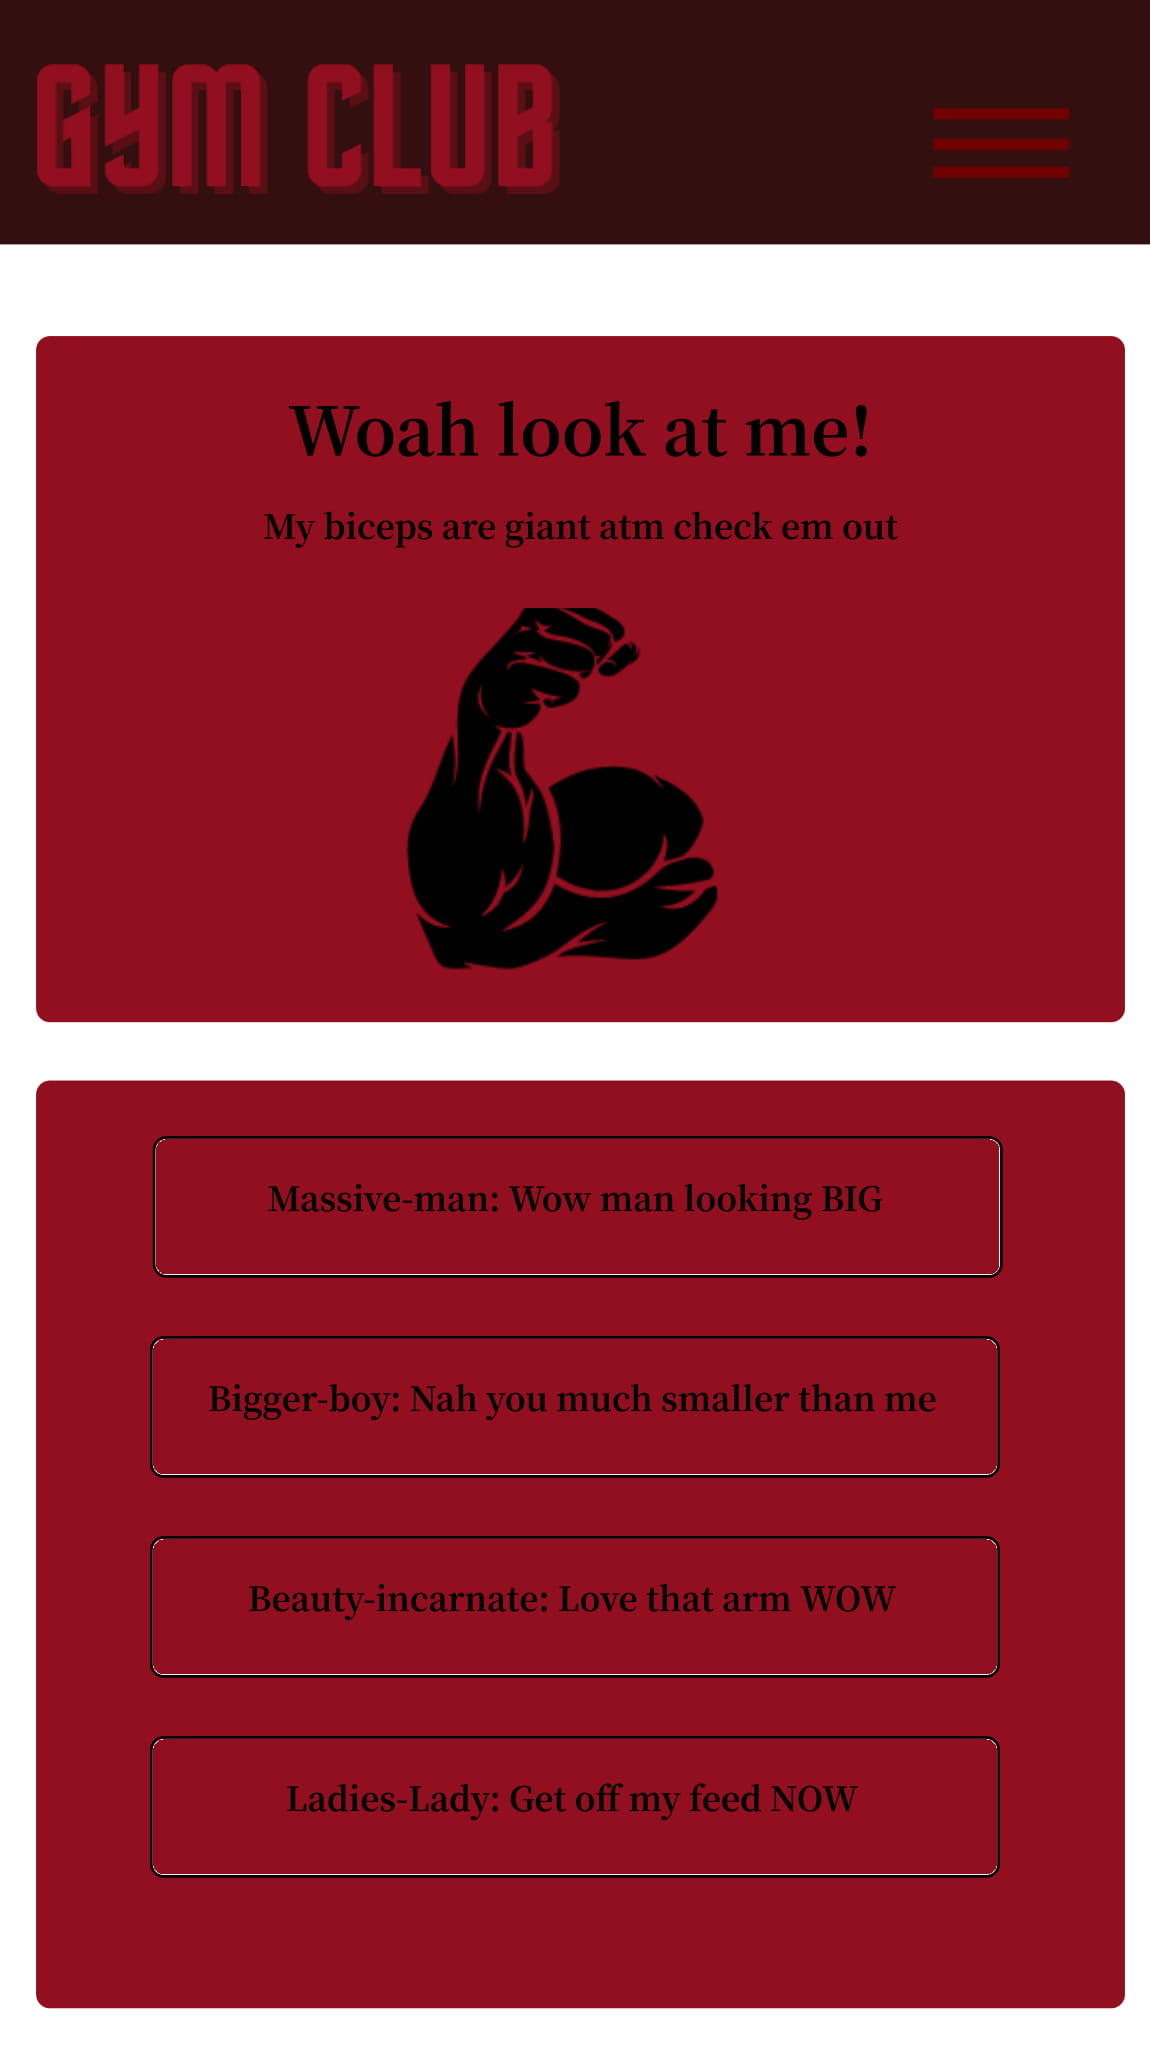 GYM CLUB
Woah look at me!
My biceps are giant atm check em out
Massive-man: Wow man looking BIG
Bigger-boy: Nah you much smaller than me
Beauty-incarnate: Love that arm WOW
Ladies-Lady: Get off my feed NOW